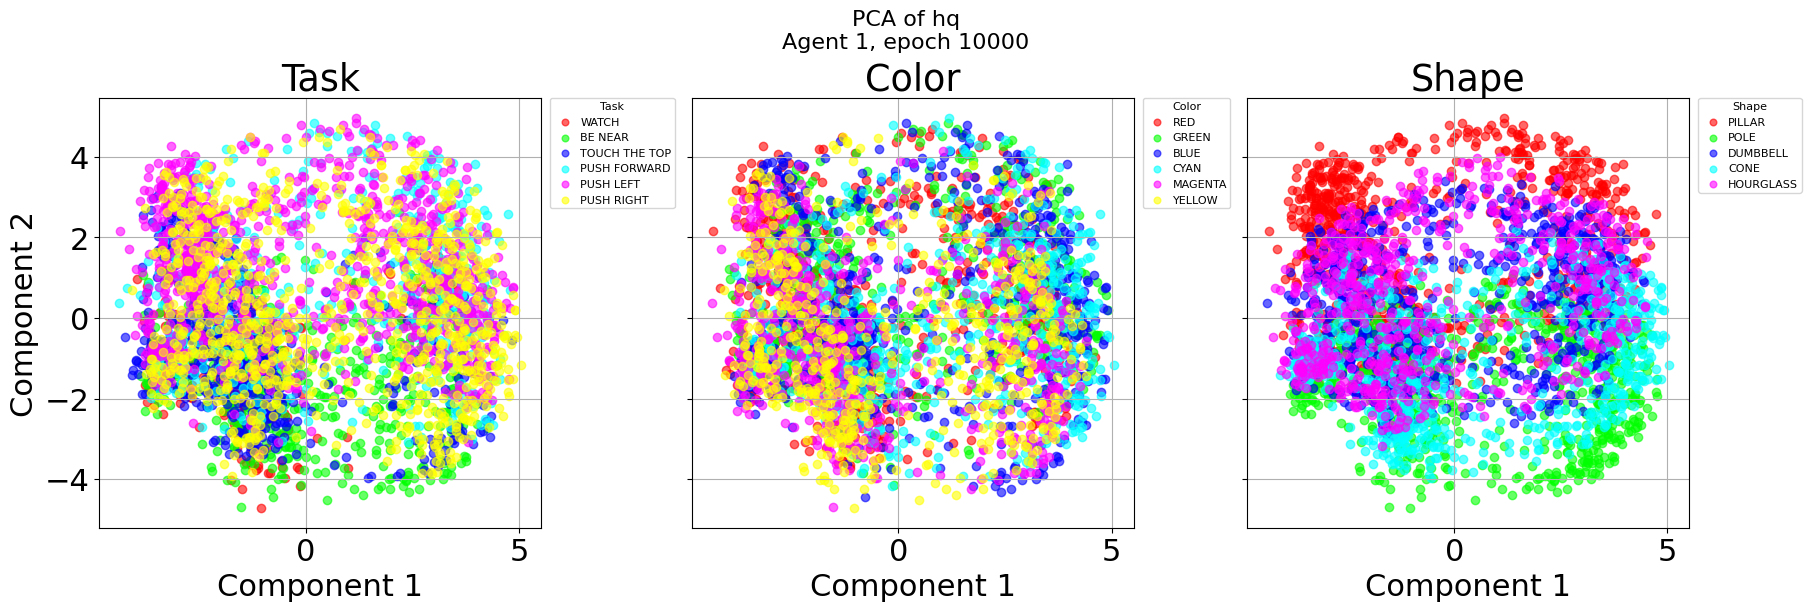 PCA of hq
Agent 1, epoch 10000
Task
Color
Shape
Task
WATCH
BE NEAR
TOUCH THE TOP
PUSH FORWARD
PUSH LEFT
PUSH RIGHT
Color
RED
GREEN
BLUE
CYAN
MAGENTA
YELLOW
Shape
PILLAR
POLE
DUMBBELL
CONE
HOURGLASS
Component 2
4
2
0
−2
−4
0 5
0 5
0 5
Component 1
Component 1
Component 1